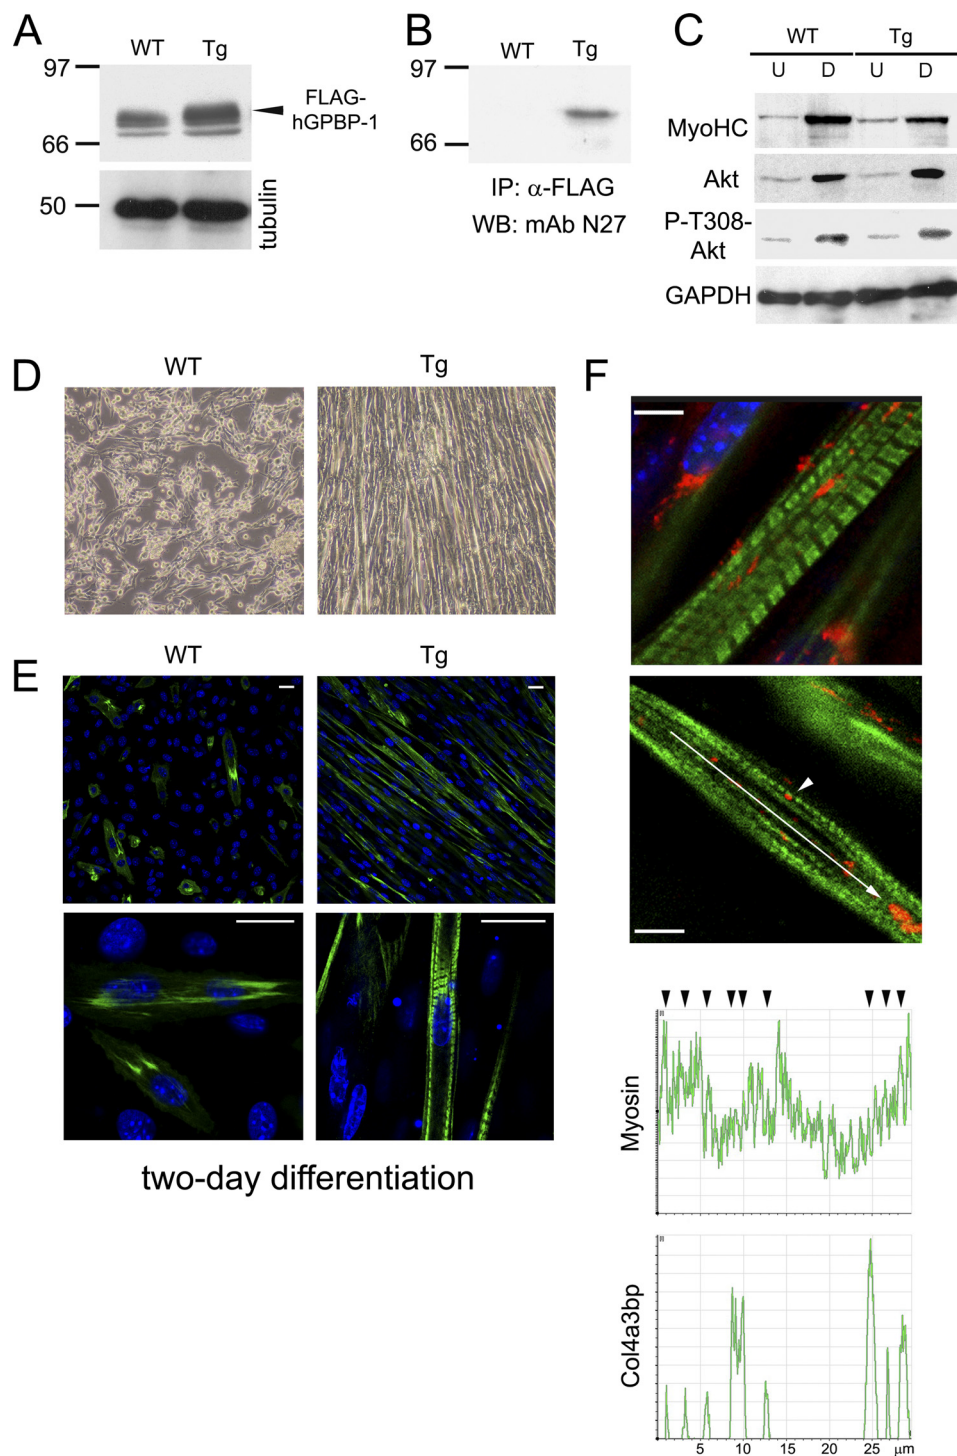 A
WT Tg
97
66
50
FLAG-
hGPBP-1
tubulin
B
WT Tg
97
66
IP: α-FLAG
WB: mAb N27
C
WT Tg
U D U D
MyoHC
Akt
P-T308-
Akt
GAPDH
D
WT Tg
E
WT Tg
two-day differentiation
F
Myosin
Col4a3bp
5 10 15 20 25 µm